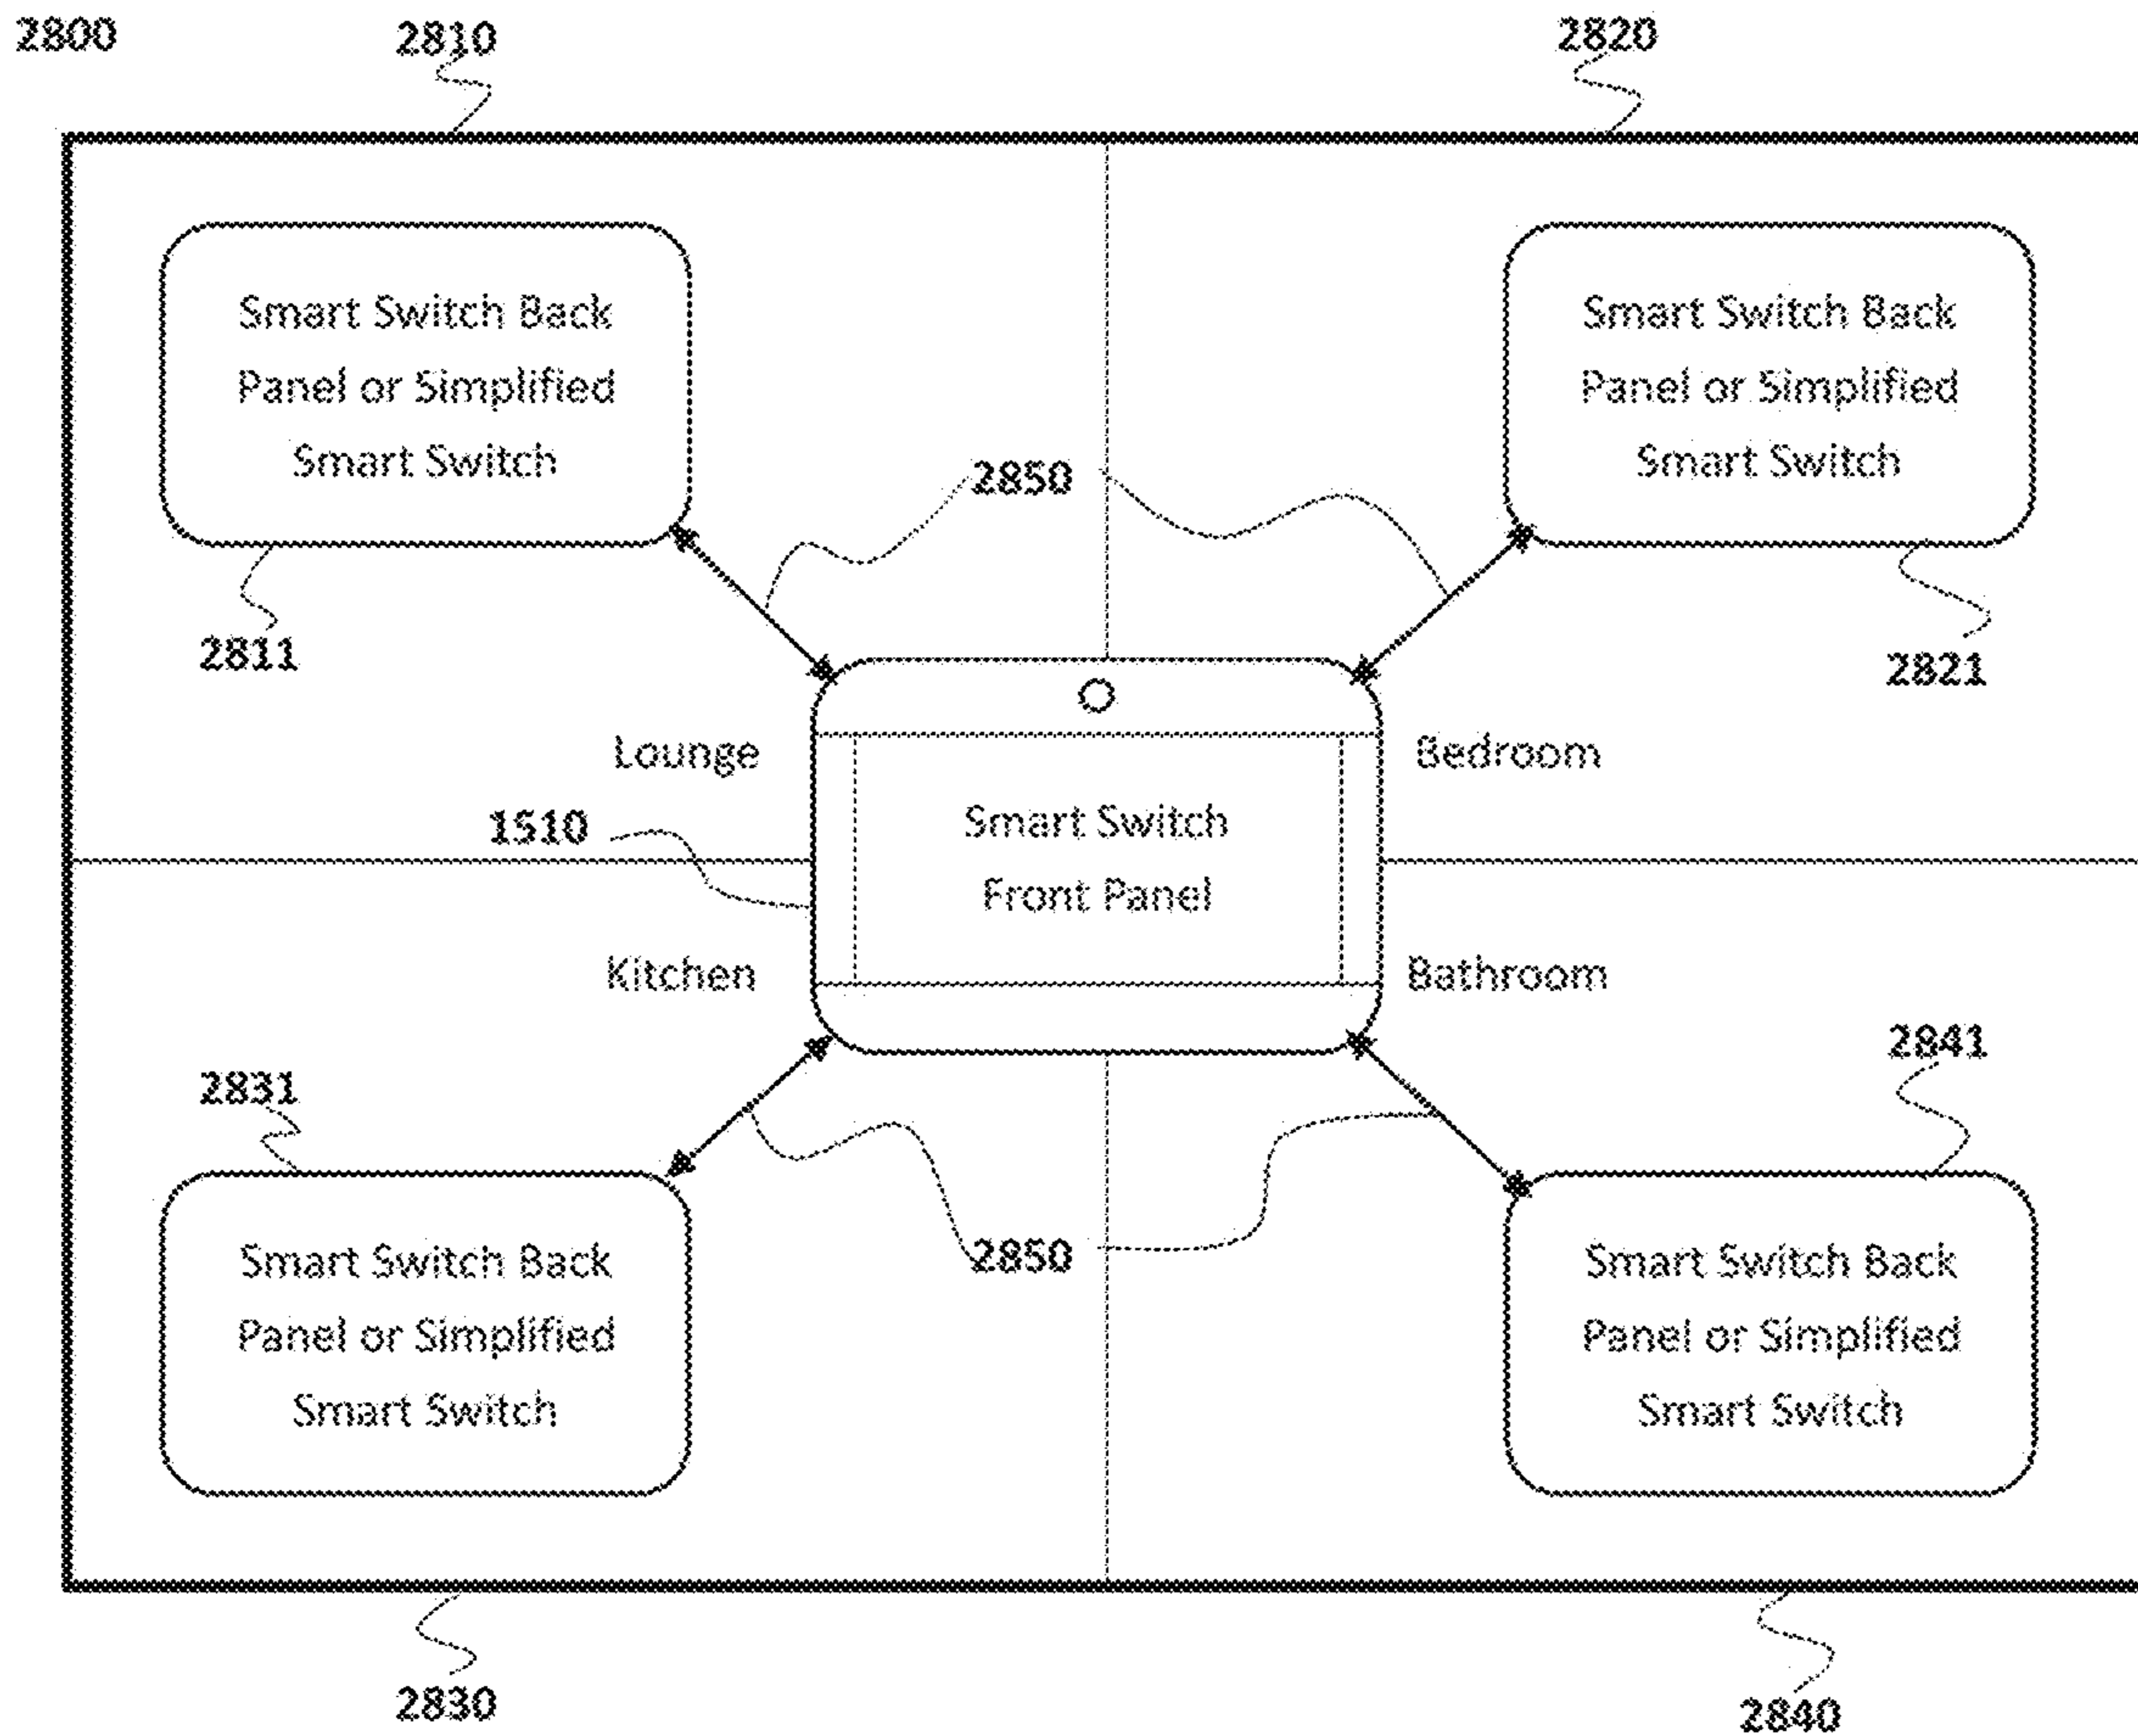 2800
2810
2820
Smart Switch Back
Panel or Simplified
Smart Switch
Smart Switch Back
Panel or Simplified
Smart Switch
2850
2811
2821
Lounge
Bedroom
1510
Smart Switch
Front Panel
Kitchen
Bathroom
2831
2841
2850
Smart Switch Back
Panel or Simplified
Smart Switch
Smart Switch Back
Panel or Simplified
Smart Switch
2830
2840